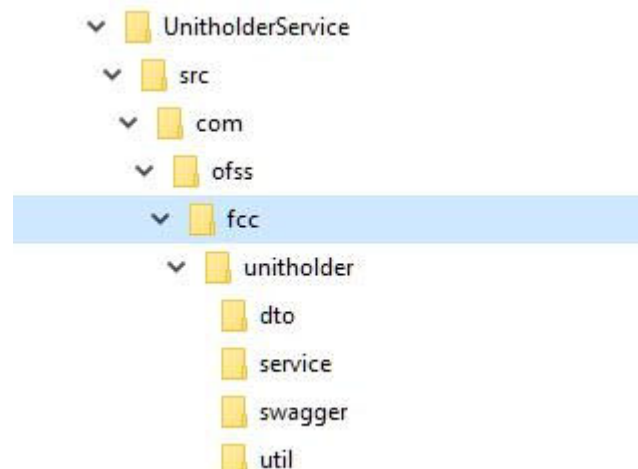 UnitholderService
src
com
ofss
fcc
unitholder
dto
service
swagger
util